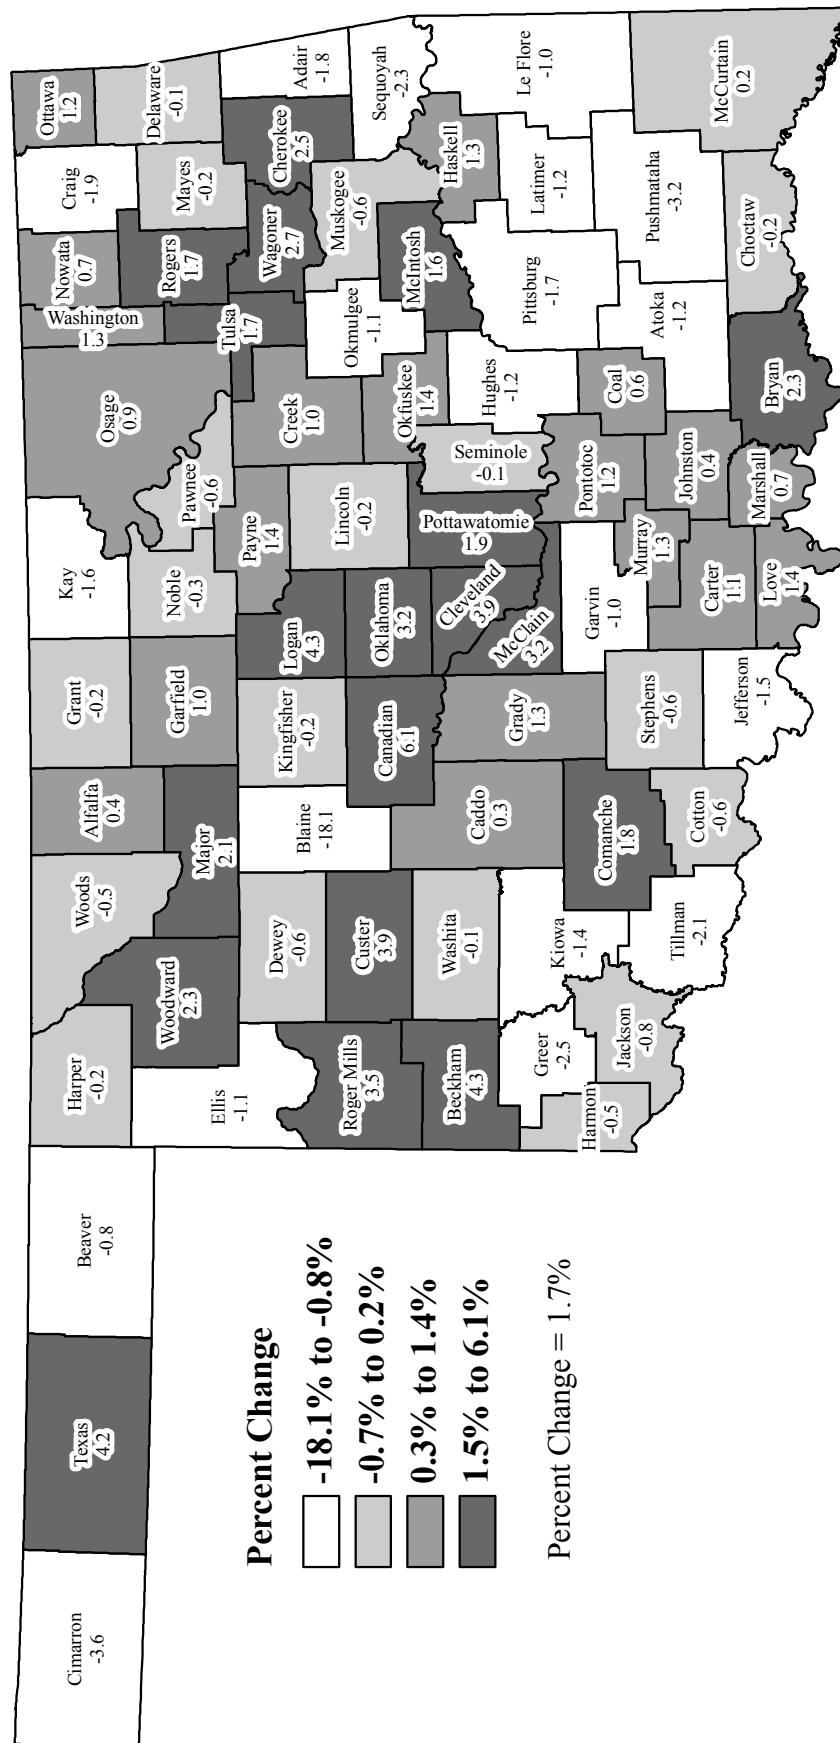 Cimarron
-3.6
Texas
4.2
Beaver
-0.8
Harper
-0.2
Woods
-0.5
Alfalfa
0.4
Grant
-0.2
Kay
-1.6
Osage
0.9
Washington
1.3
Nowata
0.7
Craig
-1.9
Ottawa
1.2
Delaware
-0.1
Ellis
-1.1
Woodward
2.3
Major
2.1
Garfield
1.0
Noble
-0.3
Pawnee
-0.6
Payne
1.4
Tulsa
1.7
Rogers
1.7
Mayes
-0.2
Dewey
-0.6
Blaine
-18.1
Kingfisher
-0.2
Logan
4.3
Lincoln
-0.2
Creek
1.0
Wagoner
2.7
Cherokee
2.5
Adair
-1.8
Roger Mills
3.5
Custer
3.9
Canadian
6.1
Oklahoma
3.2
Okfuskee
1.4
Okmulgee
-1.1
Muskogee
-0.6
Sequoyah
-2.3
Beckham
4.3
Washita
-0.1
Caddo
0.3
Grady
1.3
Cleveland
3.9
McClain
3.2
Pottawatomie
1.9
Seminole
-0.1
Hughes
-1.2
McIntosh
1.6
Haskell
1.3
Le Flore
-1.0
Greer
-2.5
Kiowa
-1.4
Comanche
1.8
Garvin
-1.0
Pontotoc
1.2
Pittsburg
-1.7
Latimer
-1.2
Harmon
-0.5
Jackson
-0.8
Tillman
-2.1
Cotton
-0.6
Stephens
-0.6
Murray
1.3
Johnston
0.4
Coal
0.6
Atoka
-1.2
Pushmataha
-3.2
McCurtain
0.2
Jefferson
-1.5
Carter
1.1
Love
1.4
Marshall
0.7
Bryan
2.3
Choctaw
-0.2
Percent Change
-18.1% to -0.8%
-0.7% to 0.2%
0.3% to 1.4%
1.5% to 6.1%
Percent Change = 1.7%